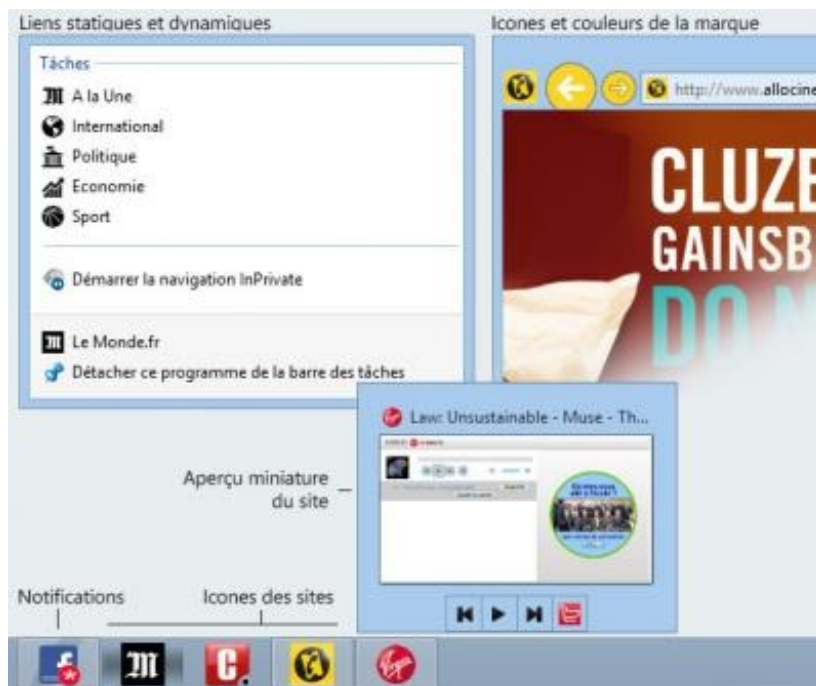 Liens statiques et dynamiques
Icones et couleurs de la marque
Tâches
A la Une
International
Politique
Economie
Sport
Démarrer la navigation InPrivate
Le Monde.fr
Détacher ce programme de la barre des tâches
http://www.allocine
CLUZE
GAINSB
DO N
Law: Unsustainable - Muse - Th...
Aperçu miniature
du site
Notifications
Icones des sites